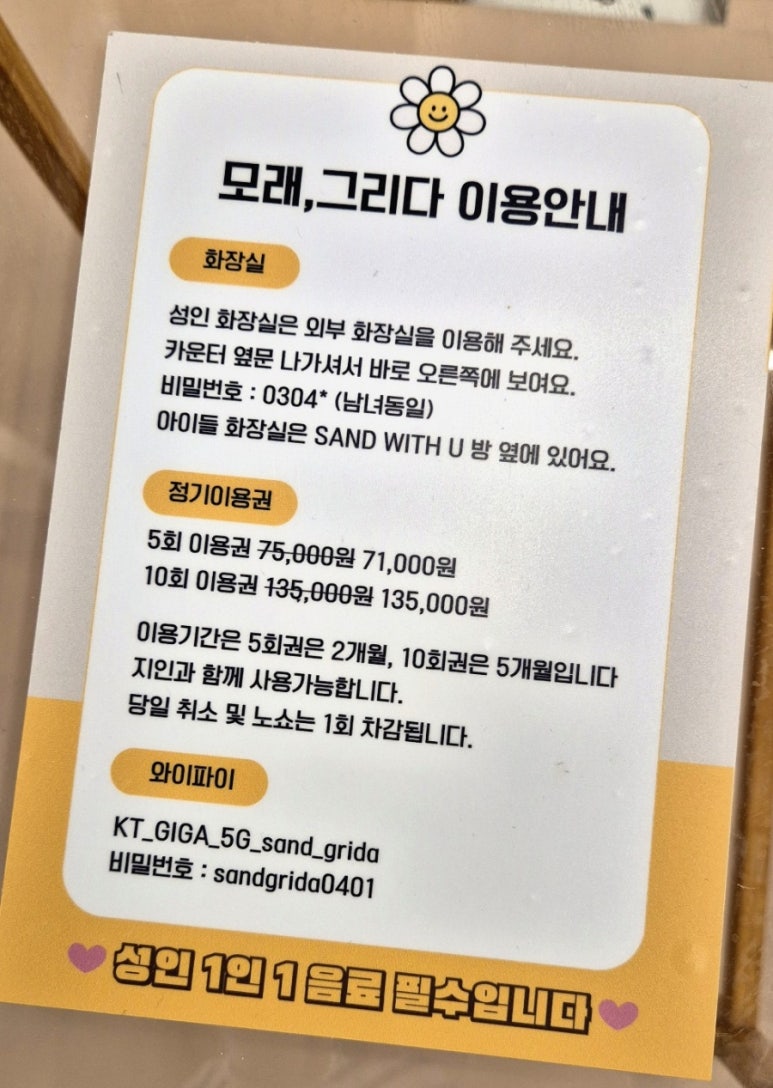 모래,그리다 이용안내
화장실
성인 화장실은 외부 화장실을 이용해 주세요.
카운터 옆문 나가셔서 바로 오른쪽에 보여요.
비밀번호 : 0304* (남녀동일)
아이들 화장실은 SAND WITH U 방 옆에 있어요.
정기이용권
5회 이용권 75,000원 71,000원
10회 이용권 135,000원 135,000원
이용기간은 5회권은 2개월, 10회권은 5개월입니다
지인과 함께 사용가능합니다.
당일 취소 및 노쇼는 1회 차감됩니다.
와이파이
KT_GIGA_5G_sand_grida
비밀번호 : sandgrida0401
성인 1인 1 음료 필수입니다